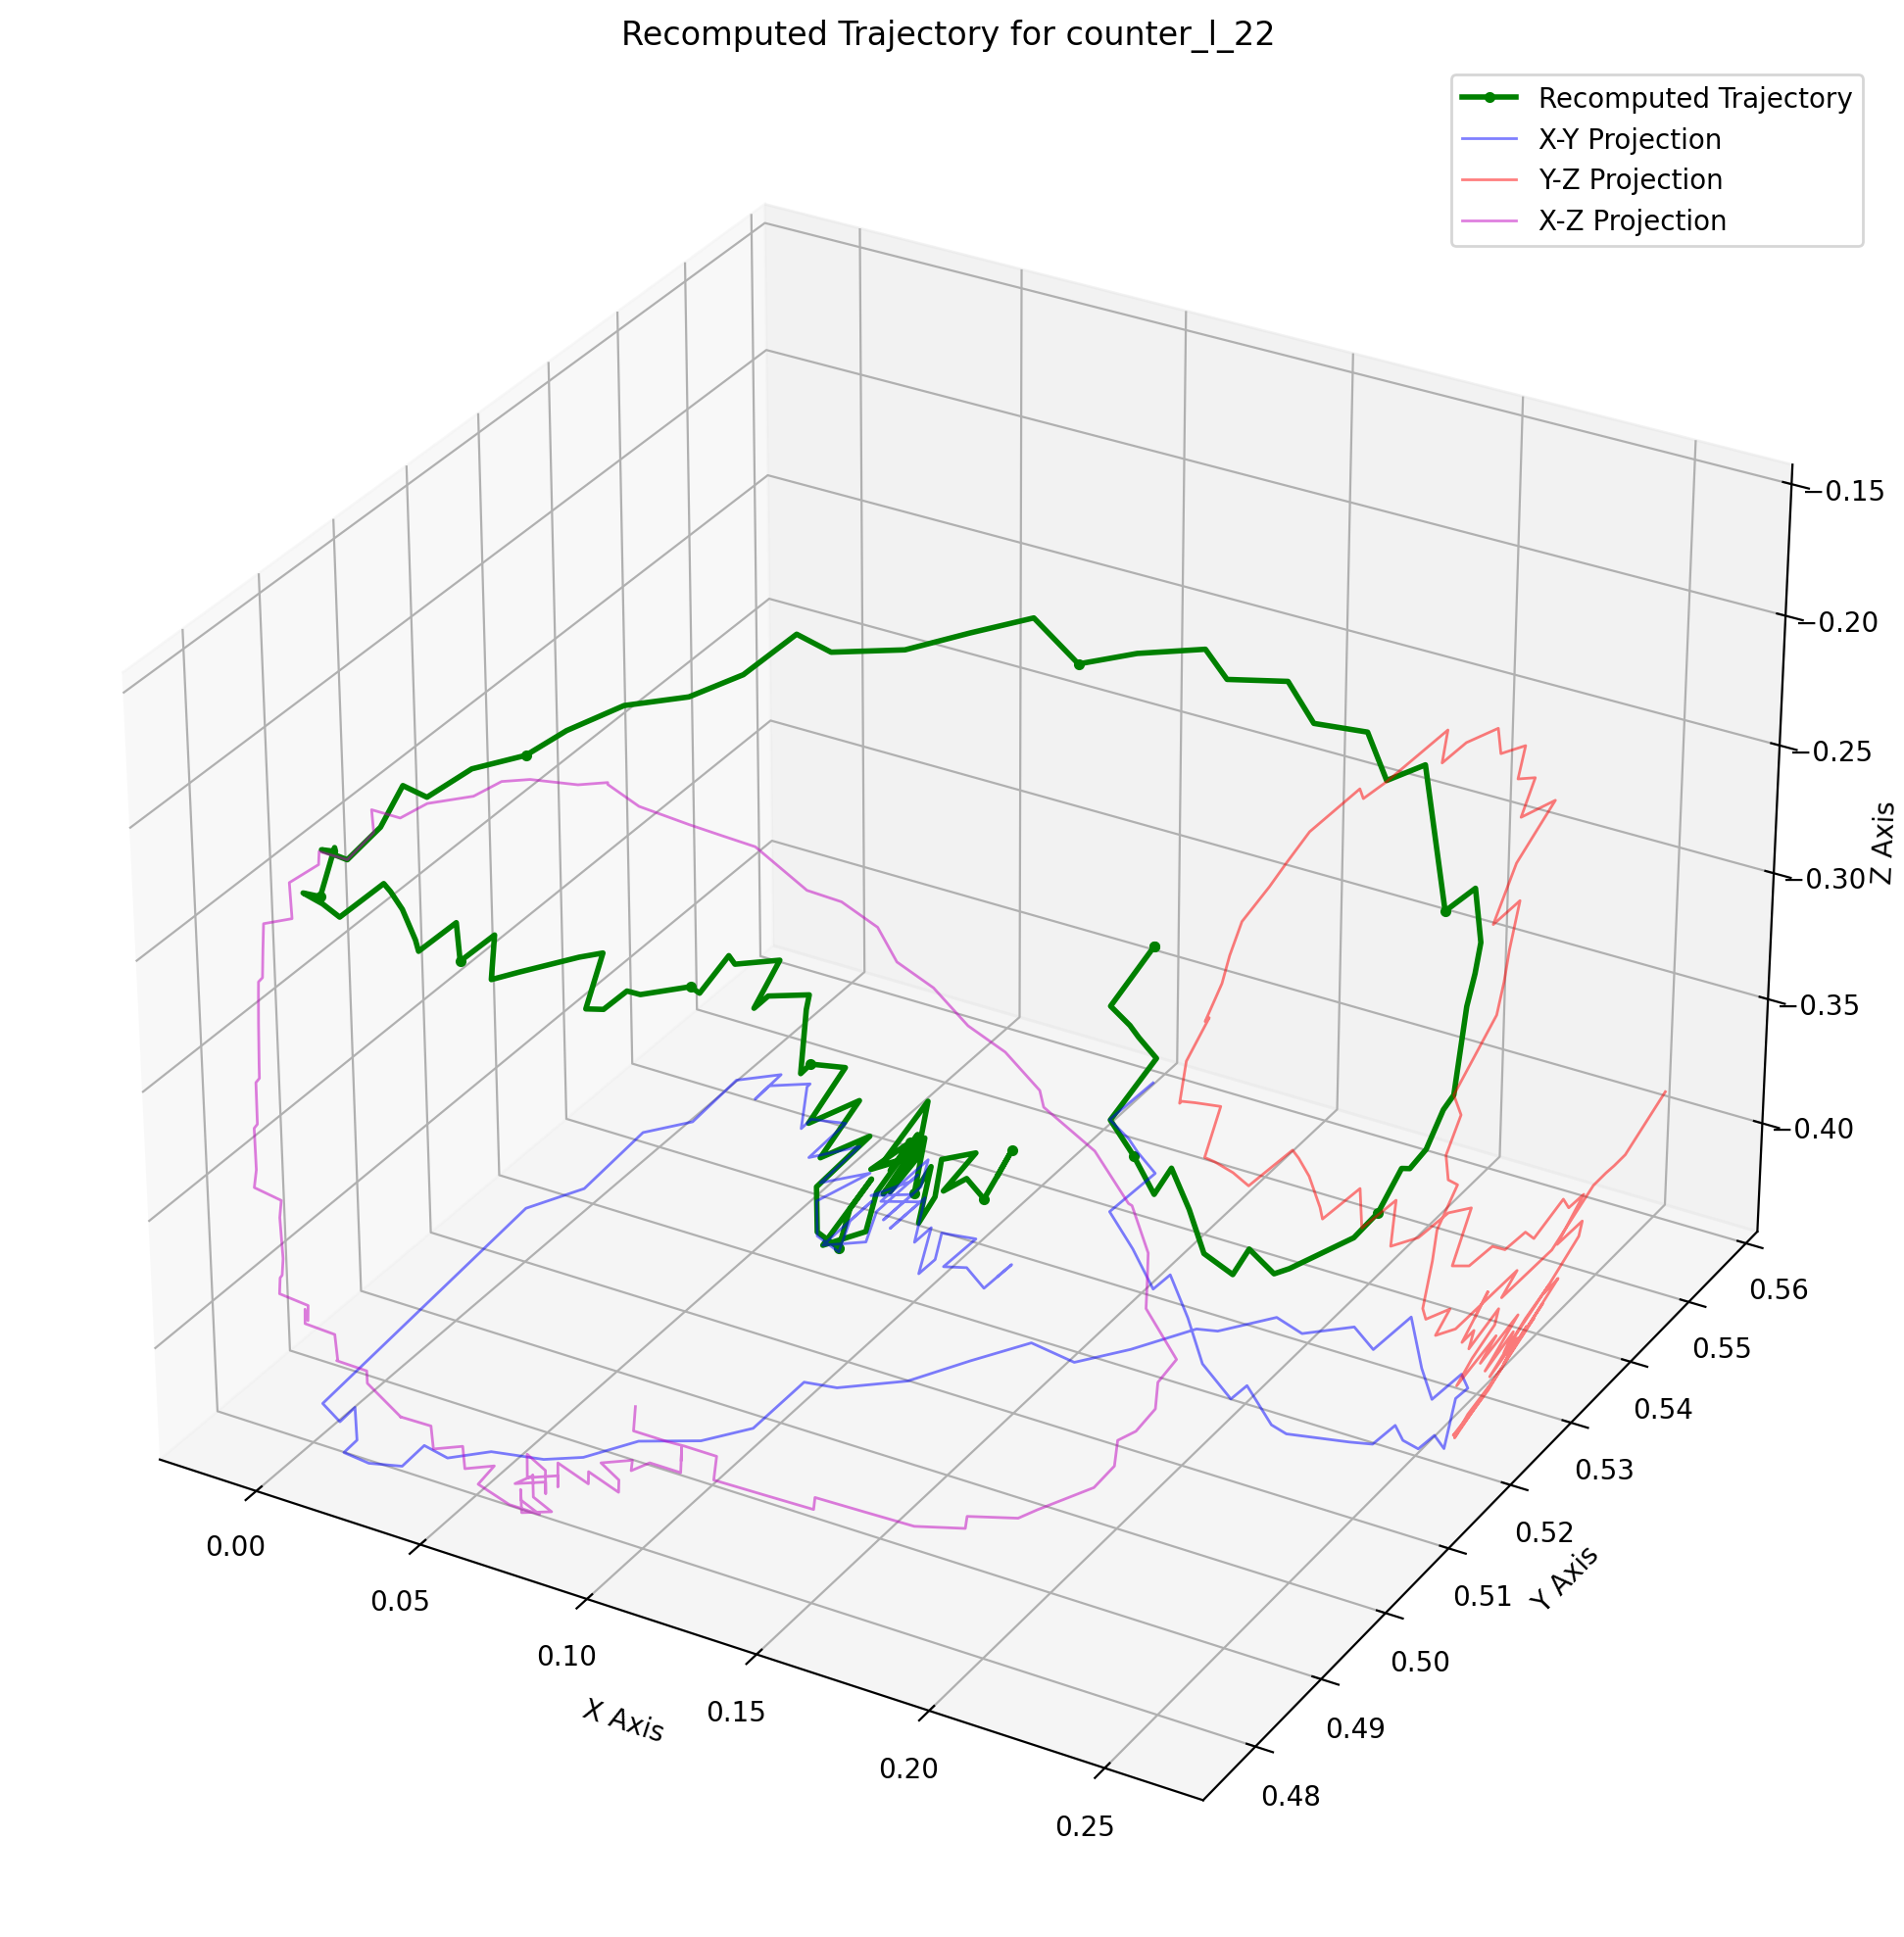 Recomputed Trajectory for counter_l_22
Recomputed Trajectory
X-Y Projection
Y-Z Projection
X-Z Projection
−0.15
−0.20
−0.25
−0.30
−0.35
−0.40
Z Axis
0.56
0.55
0.54
0.53
0.52
0.51
0.50
0.49
0.48
Y Axis
0.00
0.05
0.10
0.15
0.20
0.25
X Axis